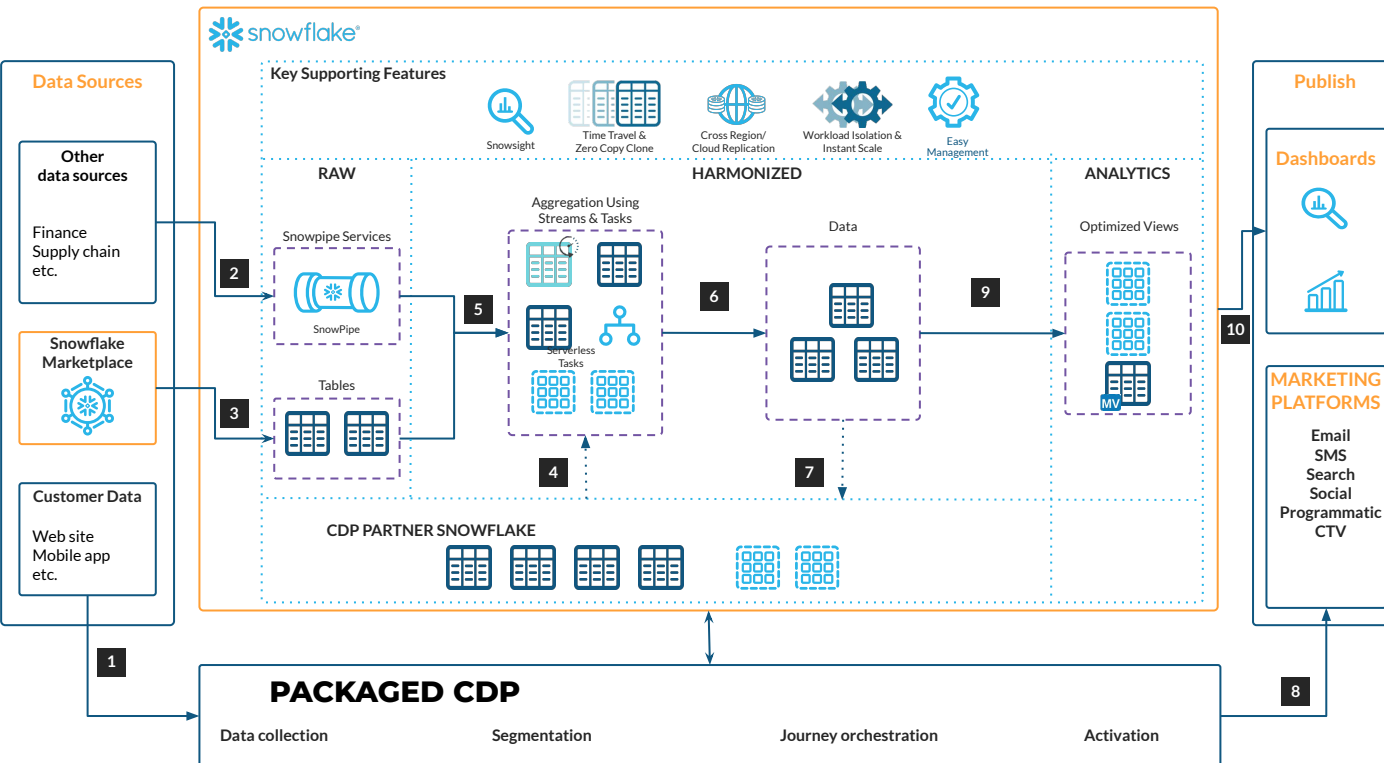 snowflake®
Data Sources
Other
data sources
Finance
Supply chain
etc.
Snowflake
Marketplace
Customer Data
Web site
Mobile app
etc.
Key Supporting Features
Snowsight
Time Travel &
Zero Copy Clone
Cross Region/
Cloud Replication
Workload Isolation &
Instant Scale
Easy
Management
RAW
HARMONIZED
ANALYTICS
Snowpipe Services
SnowPipe
Tables
Aggregation Using
Streams & Tasks
Serverless
Tasks
Data
Optimized Views
MV
2
3
5
6
9
4
7
10
1
8
CDP PARTNER SNOWFLAKE
Publish
Dashboards
MARKETING
PLATFORMS
Email
SMS
Search
Social
Programmatic
CTV
PACKAGED CDP
Data collection
Segmentation
Journey orchestration
Activation